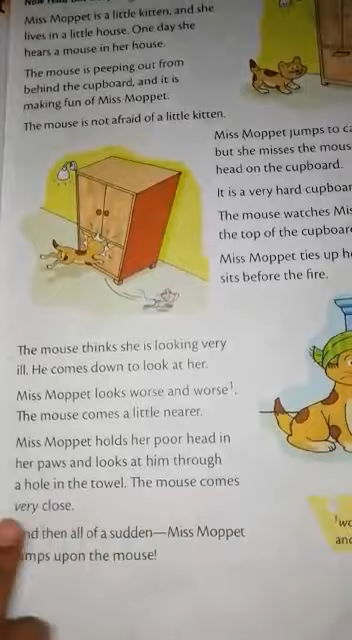 Miss Moppet is a little kitten, and she
lives in a little house. One day she
hears a mouse in her house.
The mouse is peeping out from
behind the cupboard, and it is
making fun of Miss Moppet.
The mouse is not afraid of a little kitten.
Miss Moppet jumps to
but she misses the
head on the cupboard.
It is a very hard
The mouse watches
the top of the
Miss Moppet ties up
sits before the fire.
The mouse thinks she is looking very
ill. He comes down to look at her.
Miss Moppet looks worse and worse¹.
The mouse comes a little nearer.
Miss Moppet holds her poor head in
her paws and looks at him through
a hole in the towel. The mouse comes
very close.
then all of a sudden—Miss Moppet
upon the mouse!